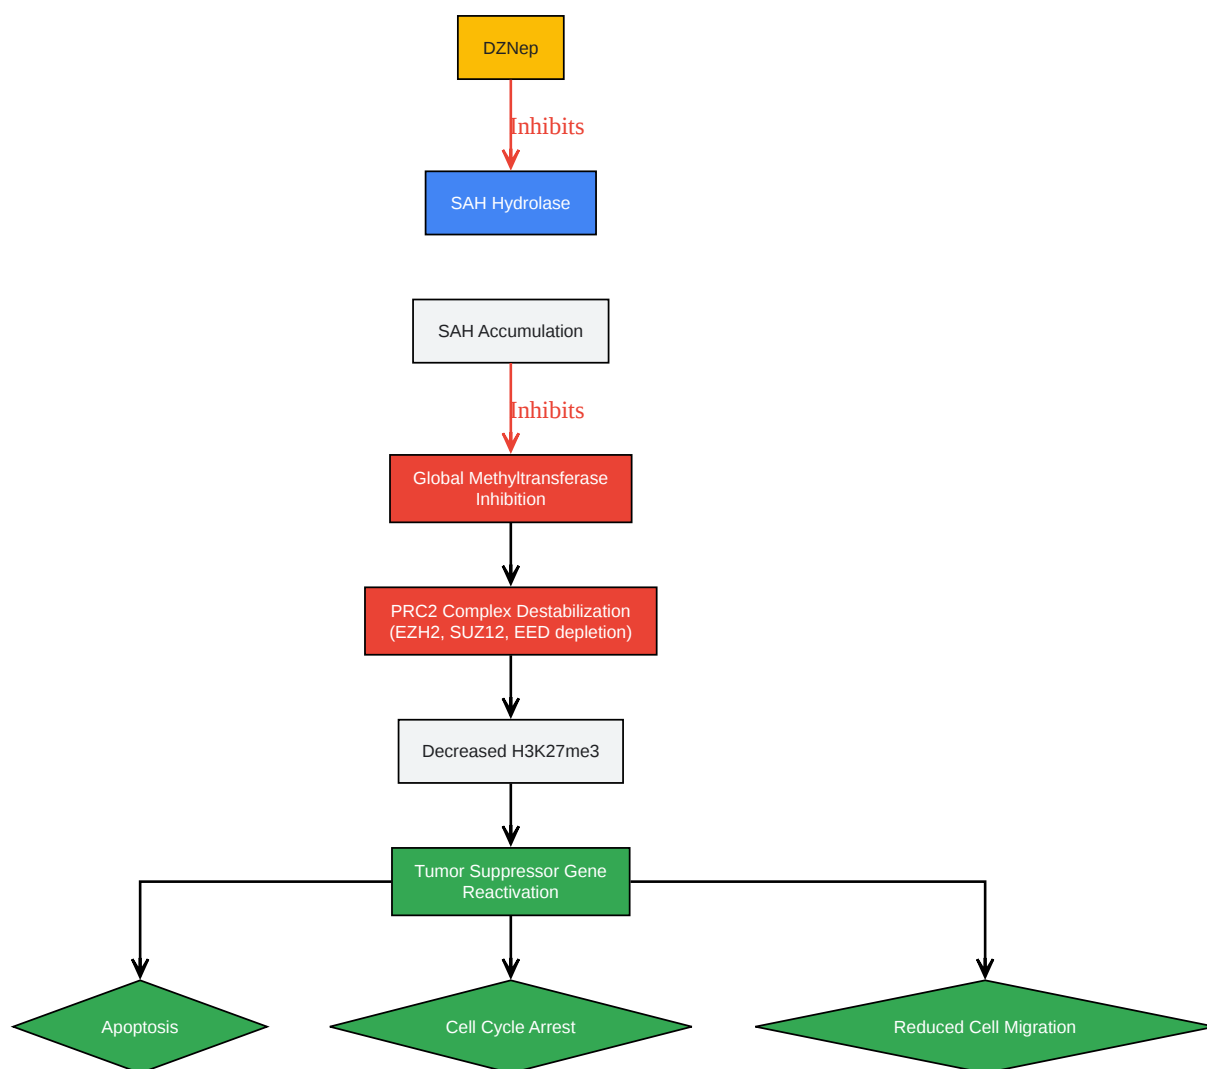 DZNep
Inhibits
SAH Hydrolase
SAH Accumulation
Inhibits
Global Methyltransferase
Inhibition
PRC2 Complex Destabilization
(EZH2, SUZ12, EED depletion)
Decreased H3K27me3
Tumor Suppressor Gene
Reactivation
Apoptosis
Cell Cycle Arrest
Reduced Cell Migration